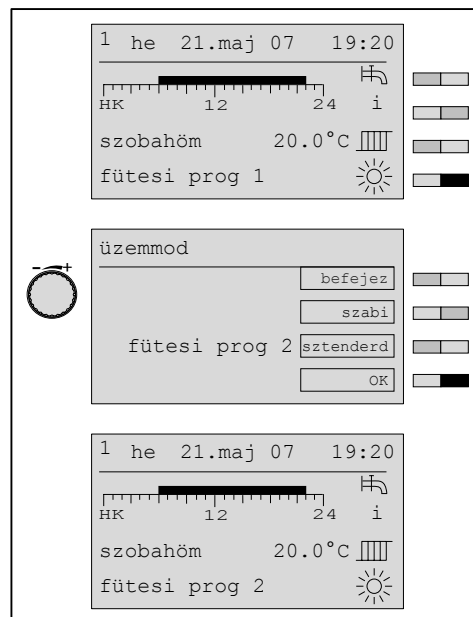 1 he 21.maj 07 19:20
HK 12 24 i
szobahöm 20.0°C
fütesi prog 1
üzemmod
befejez
szabi
- +
fütesi prog 2 sztenderd
OK
1 he 21.maj 07 19:20
HK 12 24 i
szobahöm 20.0°C
fütesi prog 2